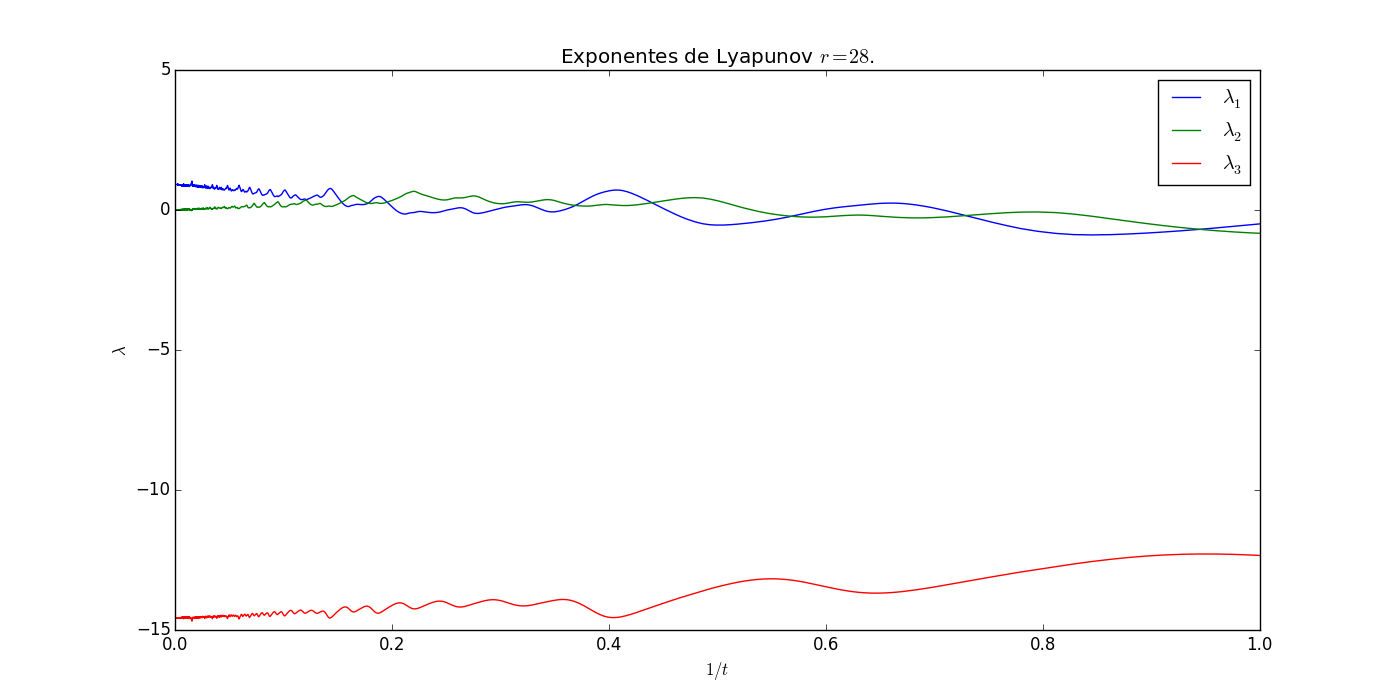 Exponentes de Lyapunov r = 28.
5
0
−5
−10
−15
λ
λ₁
λ₂
λ₃
0.0 0.2 0.4 0.6 0.8 1.0
1/t